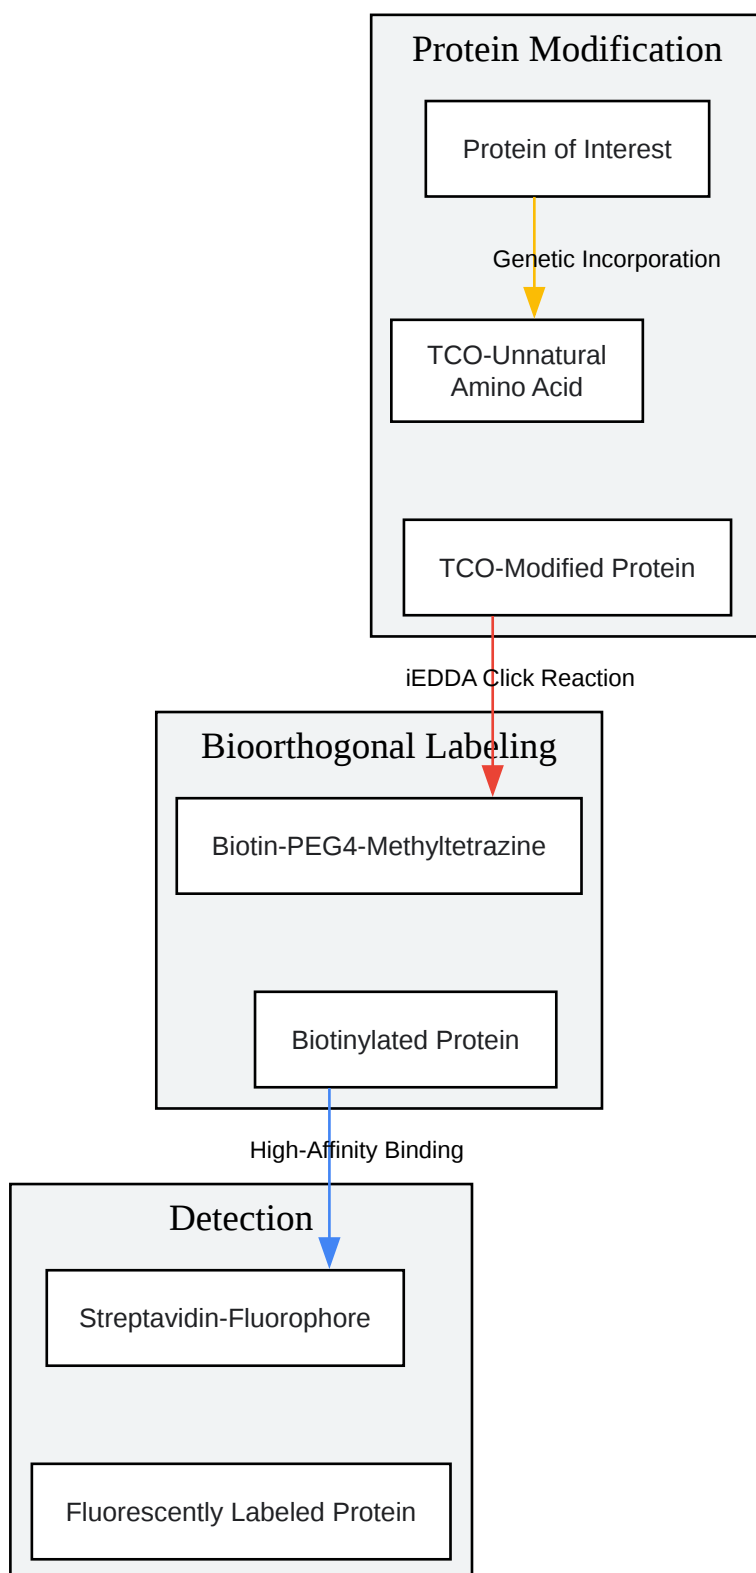 Protein Modification
Protein of Interest
Genetic Incorporation
TCO-Unnatural
Amino Acid
TCO-Modified Protein
iEDDA Click Reaction
Bioorthogonal Labeling
Biotin-PEG4-Methyltetrazine
Biotinylated Protein
High-Affinity Binding
Detection
Streptavidin-Fluorophore
Fluorescently Labeled Protein